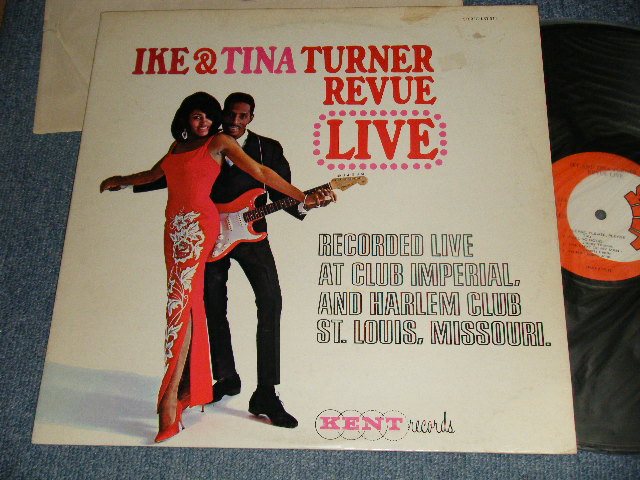 IKE & TINA TURNER
REVUE
LIVE
RECORDED LIVE
AT CLUB IMPERIAL,
AND HARLEM CLUB
ST. LOUIS, MISSOURI.
KENT records